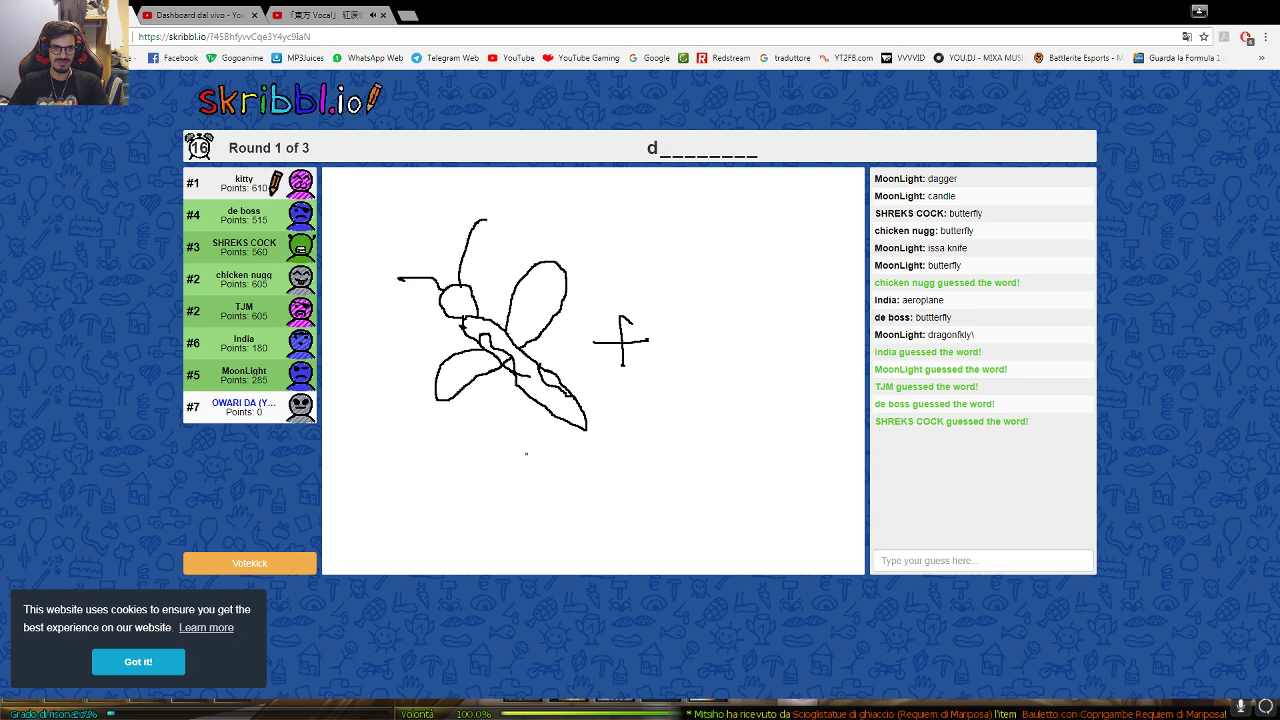 Dashboard dal vivo - You
「東方 Vocal」 紅
https://skribbl.io/?45BhfyvvCqe3Y4yc9IaN
Facebook Gogoanime MP3Juices WhatsApp Web Telegram Web YouTube YouTube Gaming Google Redstream traduttore YT2FB.com VVVVID YOU.DJ - MIXA MUSI Battlerite Esports - M Guarda la Formula 1 »
skribbl.io
16 Round 1 of 3 d________
#1 kitty
Points: 610
#4 de boss
Points: 515
#3 SHREKS COCK
Points: 560
#2 chicken nugg
Points: 605
#2 TJM
Points: 605
#6 India
Points: 180
#5 MoonLight
Points: 285
#7 OWARI DA (Y...
Points: 0
Votekick
MoonLight: dagger
MoonLight: candle
SHREKS COCK: butterfly
chicken nugg: butterfly
MoonLight: issa knife
MoonLight: butterfly
chicken nugg guessed the word!
India: aeroplane
de boss: buttterfly
MoonLight: dragonfkly\
India guessed the word!
MoonLight guessed the word!
TJM guessed the word!
de boss guessed the word!
SHREKS COCK guessed the word!
Type your guess here...
This website uses cookies to ensure you get the
best experience on our website. Learn more
Got it!
Volontà 100.0% * Mitsiho ha ricevuto da Scioglistatue di ghiaccio (Requiem di Mariposa) l'item Bauletto con Coprigambe Requiem di Mariposa!